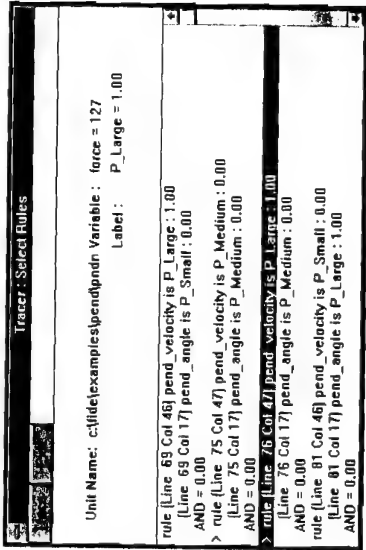 Tracer : Select Rules
Unit Name: c:\fide\examples\pend\pndn Variable : force = 127
Label : P_Large = 1.00
rule (Line 69 Col 46) pend_velocity is P_Large : 1.00
(Line 69 Col 17) pend_angle is P_Small : 0.00
AND = 0.00
> rule (Line 75 Col 47) pend_velocity is P_Medium : 0.00
(Line 75 Col 17) pend_angle is P_Medium : 0.00
AND = 0.00
> rule (Line 76 Col 47) pend_velocity is P_Large : 1.00
(Line 76 Col 17) pend_angle is P_Medium : 0.00
AND = 0.00
rule (Line 81 Col 46) pend_velocity is P_Small : 0.00
(Line 81 Col 17) pend_angle is P_Large : 1.00
AND = 0.00